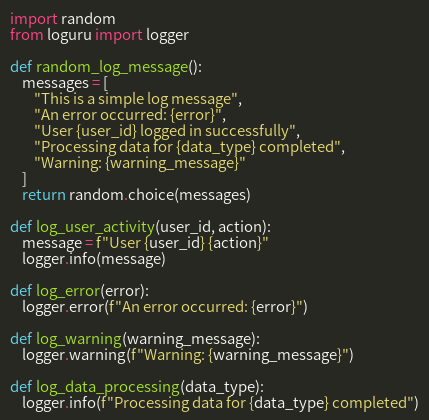 import random
from loguru import logger

def random_log_message():
    messages = [
        "This is a simple log message",
        "An error occurred: {error}",
        "User {user_id} logged in successfully",
        "Processing data for {data_type} completed",
        "Warning: {warning_message}"
    ]
    return random.choice(messages)

def log_user_activity(user_id, action):
    message = f"User {user_id} {action}"
    logger.info(message)

def log_error(error):
    logger.error(f"An error occurred: {error}")

def log_warning(warning_message):
    logger.warning(f"Warning: {warning_message}")

def log_data_processing(data_type):
    logger.info(f"Processing data for {data_type} completed")